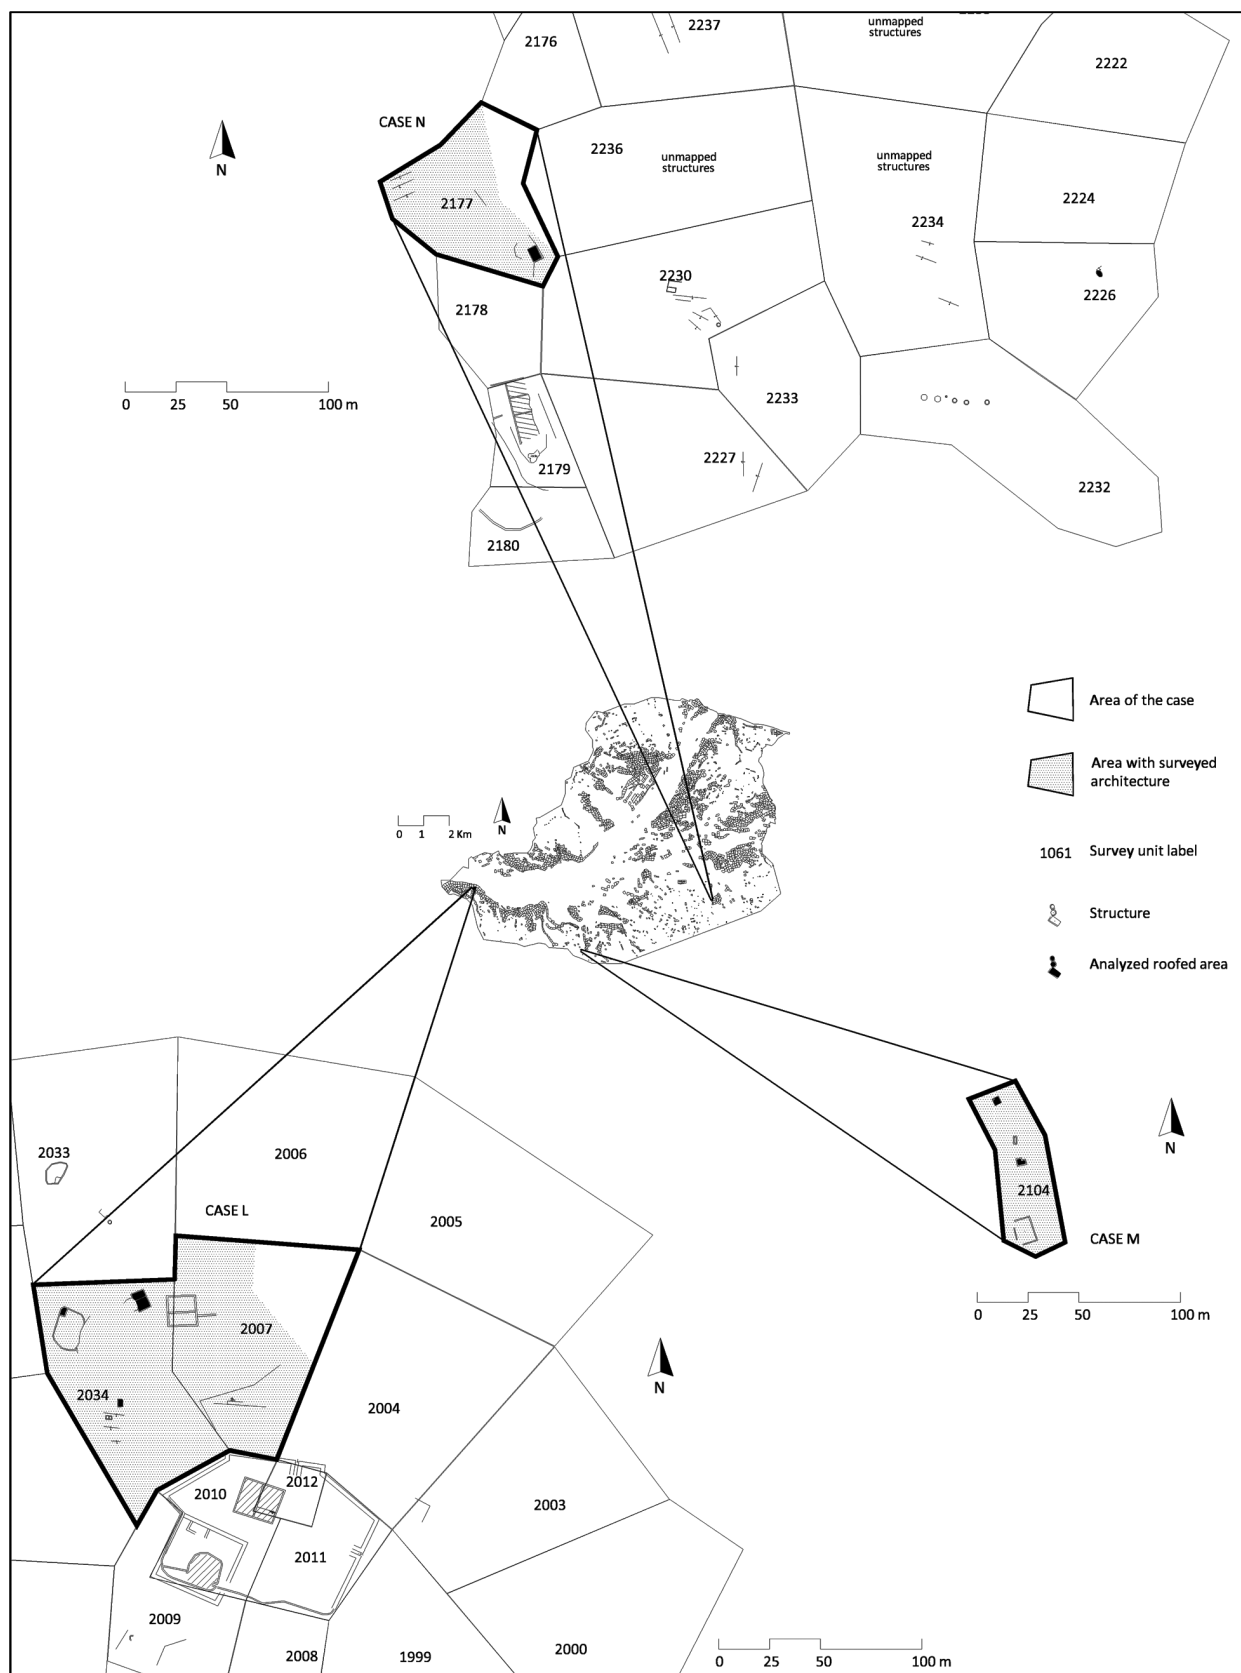 unmapped
structures
2237
2176
2222
CASE N
N
2236
unmapped
structures
unmapped
structures
2177
2224
2234
2230
2226
2178
0 25 50 100 m
2233
2227
2179
2232
2180
Area of the case
Area with surveyed
architecture
0 1 2 Km
N
1061 Survey unit label
Structure
Analyzed roofed area
2033
2006
N
2104
CASE L
2005
CASE M
0 25 50 100 m
2007
N
2034
2004
2012
2010
2003
2011
2009
2008
1999
2000
0 25 50 100 m